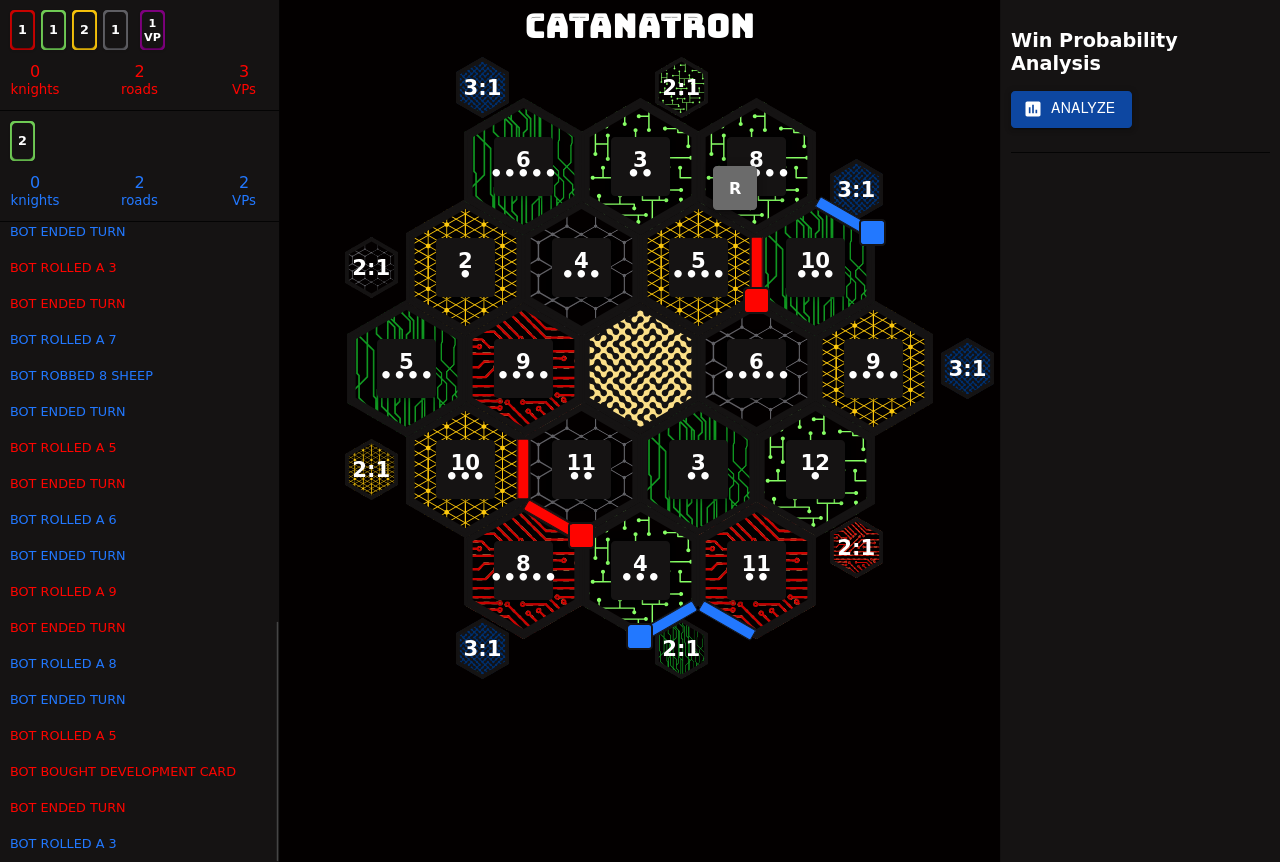 CATANATRON
1 1 2 1 1 VP
0 2 3
knights roads VPs
2
0 2 2
knights roads VPs
BOT ENDED TURN
BOT ROLLED A 3
BOT ENDED TURN
BOT ROLLED A 7
BOT ROBBED 8 SHEEP
BOT ENDED TURN
BOT ROLLED A 5
BOT ENDED TURN
BOT ROLLED A 6
BOT ENDED TURN
BOT ROLLED A 9
BOT ENDED TURN
BOT ROLLED A 8
BOT ENDED TURN
BOT ROLLED A 5
BOT BOUGHT DEVELOPMENT CARD
BOT ENDED TURN
BOT ROLLED A 3
3:1 2:1
6 3 8
R 3:1
2:1 2 4 5 10
5 9 6 9 3:1
2:1 10 11 3 12
8 4 11 2:1
3:1 2:1
Win Probability
Analysis
ANALYZE